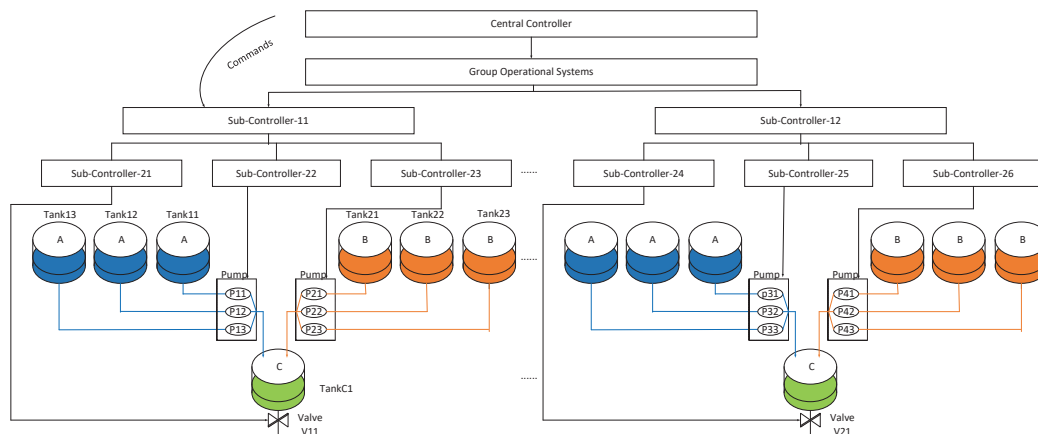 Central Controller
Commands
Group Operational Systems
Sub-Controller-11
Sub-Controller-12
Sub-Controller-21
Sub-Controller-22
Sub-Controller-23
......
Sub-Controller-24
Sub-Controller-25
Sub-Controller-26
Tank13
Tank12
Tank11
Tank21
Tank22
Tank23
A
A
A
B
B
B
A
A
A
B
B
B
......
Pump
Pump
Pump
Pump
P11
P21
p31
P41
P12
P22
P32
P42
P13
P23
P33
P43
C
C
TankC1
......
Valve
V11
Valve
V21